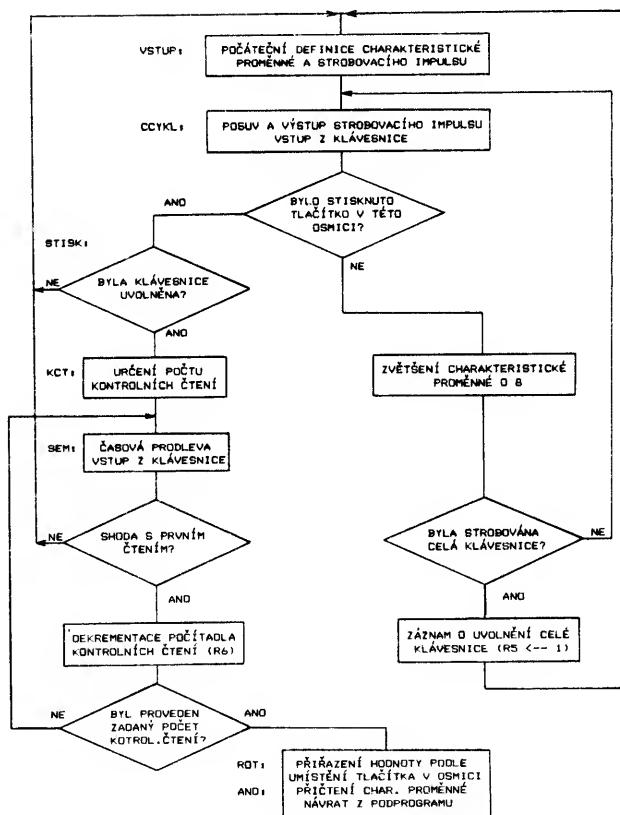 VSTUP:
POČÁTEČNÍ DEFINICE CHARAKTERISTICKÉ
PROMĚNNÉ A STROBOVACÍHO IMPULSU
CCYKL:
POSUV A VÝSTUP STROBOVACÍHO IMPULSU
VSTUP Z KLÁVESNICE
ANO
BYLO STISKNUTO
TLAČÍTKO V TÉTO
OSMICI?
NE
STISK:
NE
BYLA KLÁVESNICE
UVOLNĚNA?
ANO
KCT:
URČENÍ POČTU
KONTROLNÍCH ČTENÍ
ZVĚTŠENÍ CHARAKTERISTICKÉ
PROMĚNNÉ O 8
SEM:
ČASOVÁ PRODLEVA
VSTUP Z KLÁVESNICE
NE
SHODA S PRVNÍM
ČTENÍM?
ANO
BYLA STROBOVÁNA
CELÁ KLÁVESNICE?
NE
ANO
DEKREMENTACE POČÍTADLA
KONTROLNÍCH ČTENÍ (R6)
ZÁZNAM O UVOLNĚNÍ CELÉ
KLÁVESNICE (R5 <-- 1)
NE
BYL PROVEDEN
ZADANÝ POČET
KOTROL.ČTENÍ?
ANO
ROT:
PŘIŘAZENÍ HODNOTY PODLE
UMÍSTĚNÍ TLAČÍTKA V OSMICI
AND:
PŘIČTENÍ CHAR. PROMĚNNÉ
NÁVRAT Z PODPROGRAMU